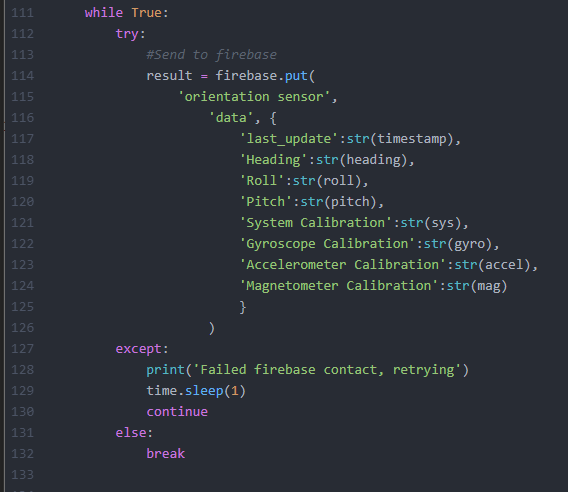 111 while True:
112 try:
113 #Send to firebase
114 result = firebase.put(
115 'orientation sensor',
116 'data', {
117 'last_update':str(timestamp),
118 'Heading':str(heading),
119 'Roll':str(roll),
120 'Pitch':str(pitch),
121 'System Calibration':str(sys),
122 'Gyroscope Calibration':str(gyro),
123 'Accelerometer Calibration':str(accel),
124 'Magnetometer Calibration':str(mag)
125 }
126 )
127 except:
128 print('Failed firebase contact, retrying')
129 time.sleep(1)
130 continue
131 else:
132 break
133